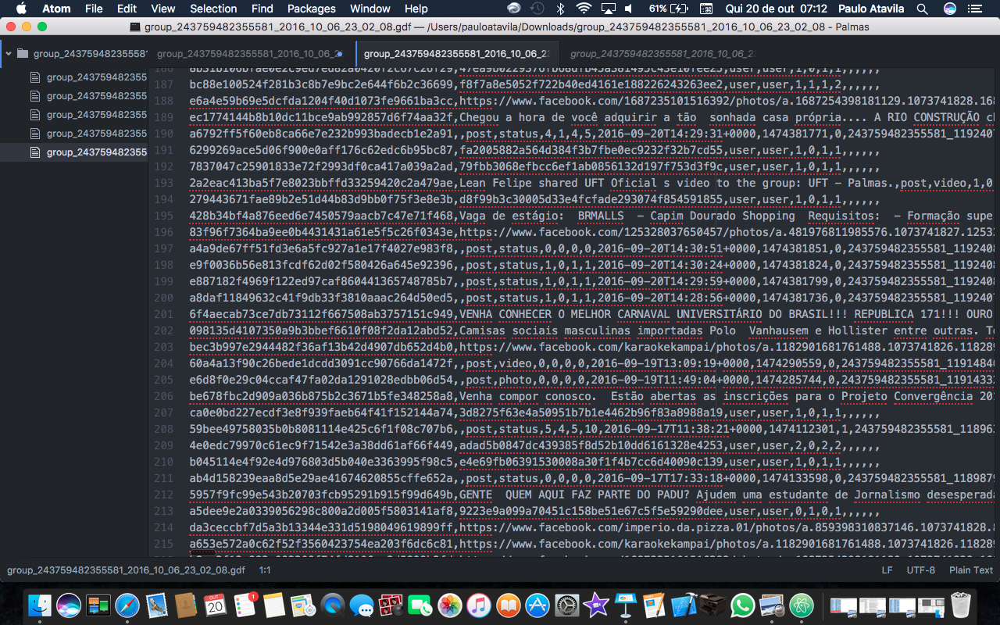 Atom File Edit View Selection Find Packages Window Help 61% Qui 20 de out 07:12 Paulo Atavila
group_243759482355581_2016_10_06_23_02_08.gdf — /Users/pauloatavila/Downloads/group_243759482355581_2016_10_06_23_02_08 - Palmas
group_243759482355581 group_243759482355581_2016_10_06_2 group_243759482355581_2016_10_06_23 group_243759482355581_2016_10_06_2
group_243759482355
group_243759482355
group_243759482355
group_243759482355
group_243759482355
187 bc88e100524f281b3c8b7e9bc2e644f6b2c36699,f8f7a8e5052f722b40ed4161e188226243263ee2,user,user,1,1,1,2,,,,,,
188 e6a4e59b69e5dcfda1204f40d1073fe9661ba3cc,https://www.facebook.com/1687235101516392/photos/a.1687254398181129.1073741828.168
189 ec1774144b8b10dc11bce9ab992857d6f74aa32f,Chegou a hora de você adquirir a tão  sonhada casa própria.... A RIO CONSTRUÇÃO c
190 a6792ff5f60eb8ca66e7e232b993badecb1e2a91,,post,status,4,1,4,5,2016-09-20T14:29:31+0000,1474381771,0,243759482355581_119240
191 6299269ace5d06f900e0aff176c62edc6b95bc87,fa2005882a564d384f3b7fbe0ec9232f32b7cd55,user,user,1,0,1,1,,,,,,
192 7837047c25901833e72f2993df0ca417a039a2ad,79fbb3068efbcc6ef1ab0856132d197f753d3f9c,user,user,1,0,1,1,,,,,,
193 2a2eac413ba5f7e8023bbffd33259420c2a479ae,Lean Felipe shared UFT Oficial s video to the group: UFT – Palmas.,post,video,1,0
194 279443671fae89b2e51d44b83d9bb0f75f3e8e3b,d8f99b3c30005d33e4fcfade293074f854591855,user,user,1,0,1,1,,,,,,
195 428b34bf4a876eed6e7450579aacb7c47e71f468,Vaga de estágio:  BRMALLS  – Capim Dourado Shopping  Requisitos:  – Formação supe
196 83f96f7364ba9ee0b4431431a61e5f5c26f0343e,https://www.facebook.com/125328037650457/photos/a.481976811985576.1073741827.12532
197 a4a9de67ff51fd3e6a5fc927a1e17f4027e983f8,,post,status,0,0,0,0,2016-09-20T14:30:51+0000,1474381851,0,243759482355581_119240
198 e9f0036b56e813fcdf62d02f580426a645e92396,,post,status,1,0,1,1,2016-09-20T14:30:24+0000,1474381824,0,243759482355581_119240
199 e887182f4969f122ed97caf860441365748785b7,,post,status,1,0,1,1,2016-09-20T14:29:59+0000,1474381799,0,243759482355581_119240
200 a8daf11849632c41f9db33f3810aaac264d50ed5,,post,status,1,0,1,1,2016-09-20T14:28:56+0000,1474381736,0,243759482355581_119240
201 6f4aecab73ce7db73112f667508ab3757151c949,VENHA CONHECER O MELHOR CARNAVAL UNIVERSITÁRIO DO BRASIL!!! REPUBLICA 171!!! OURO
202 098135d4107350a9b3bbef6610f08f2da12abd52,Camisas sociais masculinas importadas Polo  Vanhausem e Hollister entre outras. T
203 bec3b997e2944482f36af13b42d4907db652d4b0,https://www.facebook.com/karaokekampai/photos/a.1182901681761488.1073741826.11828
204 60a4a13f90c26bede1dcdd3091cc90766da1472f,,post,video,0,0,0,0,2016-09-19T13:09:19+0000,1474290559,0,243759482355581_1191484
205 e6d8f0e29c04ccaf47fa02da1291028edbb06d54,,post,photo,0,0,0,0,2016-09-19T11:49:04+0000,1474285744,0,243759482355581_1191433
206 be678fbc2d909a036b875b2c3671b5fe348258a8,Venha compor conosco.  Estão abertas as inscrições para o Projeto Convergência 20
207 ca0e0bd227ecdf3e8f939faeb64f41f152144a74,3d8275f63e4a50951b7b1e4462b96f83a8988a19,user,user,1,0,1,1,,,,,,
208 59bee49758035b0b8081114e425c6f1f08c707b6,,post,status,5,4,5,10,2016-09-17T11:38:21+0000,1474112301,1,243759482355581_11896
209 4e0edc79970c61ec9f71542e3a38dd61af66f449,adad5b0847dc439385f8d52b10dd6161328e4253,user,user,2,0,2,2,,,,,,
210 b045114e4f92e4d976803d5b040e3363995f98c5,e4e69fb06391530008a30f1f4b7cc6d40090c139,user,user,1,0,1,1,,,,,,
211 ab4d158239eaa8d5e29ae41674620855cffe652a,,post,status,0,0,0,0,2016-09-17T17:33:18+0000,1474133598,0,243759482355581_118987
212 5957f9fc99e543b20703fcb95291b915f99d649b,GENTE  QUEM AQUI FAZ PARTE DO PADU? Ajudem uma estudante de Jornalismo desesperad
213 a5dee9e2a0339056298c800a2d005f5803141af8,9223e9a099a70451c158be51e67c5f5e59290dee,user,user,0,1,0,1,,,,,,
214 da3ceccbf7d5a3b13344e331d5198049619899ff,https://www.facebook.com/imperio.da.pizza.01/photos/a.859398310837146.1073741828.8
215 a653e572a0c62f52f3560423754ea203f6dc6c81,https://www.facebook.com/karaokekampai/photos/a.1182901681761488.1073741826.11828
group_243759482355581_2016_10_06_23_02_08.gdf 1:1 LF UTF-8 Plain Text
OUT
20
1